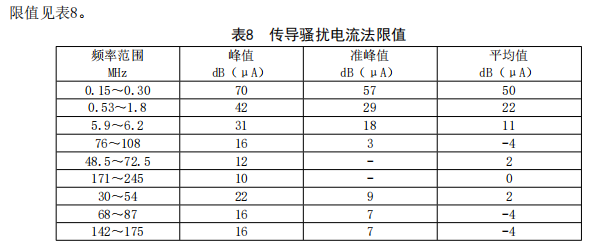 限值见表8。
表8 传导骚扰电流法限值
频率范围 峰值 准峰值 平均值
MHz dB（μA） dB（μA） dB（μA）
0.15～0.30 70 57 50
0.53～1.8 42 29 22
5.9～6.2 31 18 11
76～108 16 3 -4
48.5～72.5 12 - 2
171～245 10 - 0
30～54 22 9 2
68～87 16 7 -4
142～175 16 7 -4